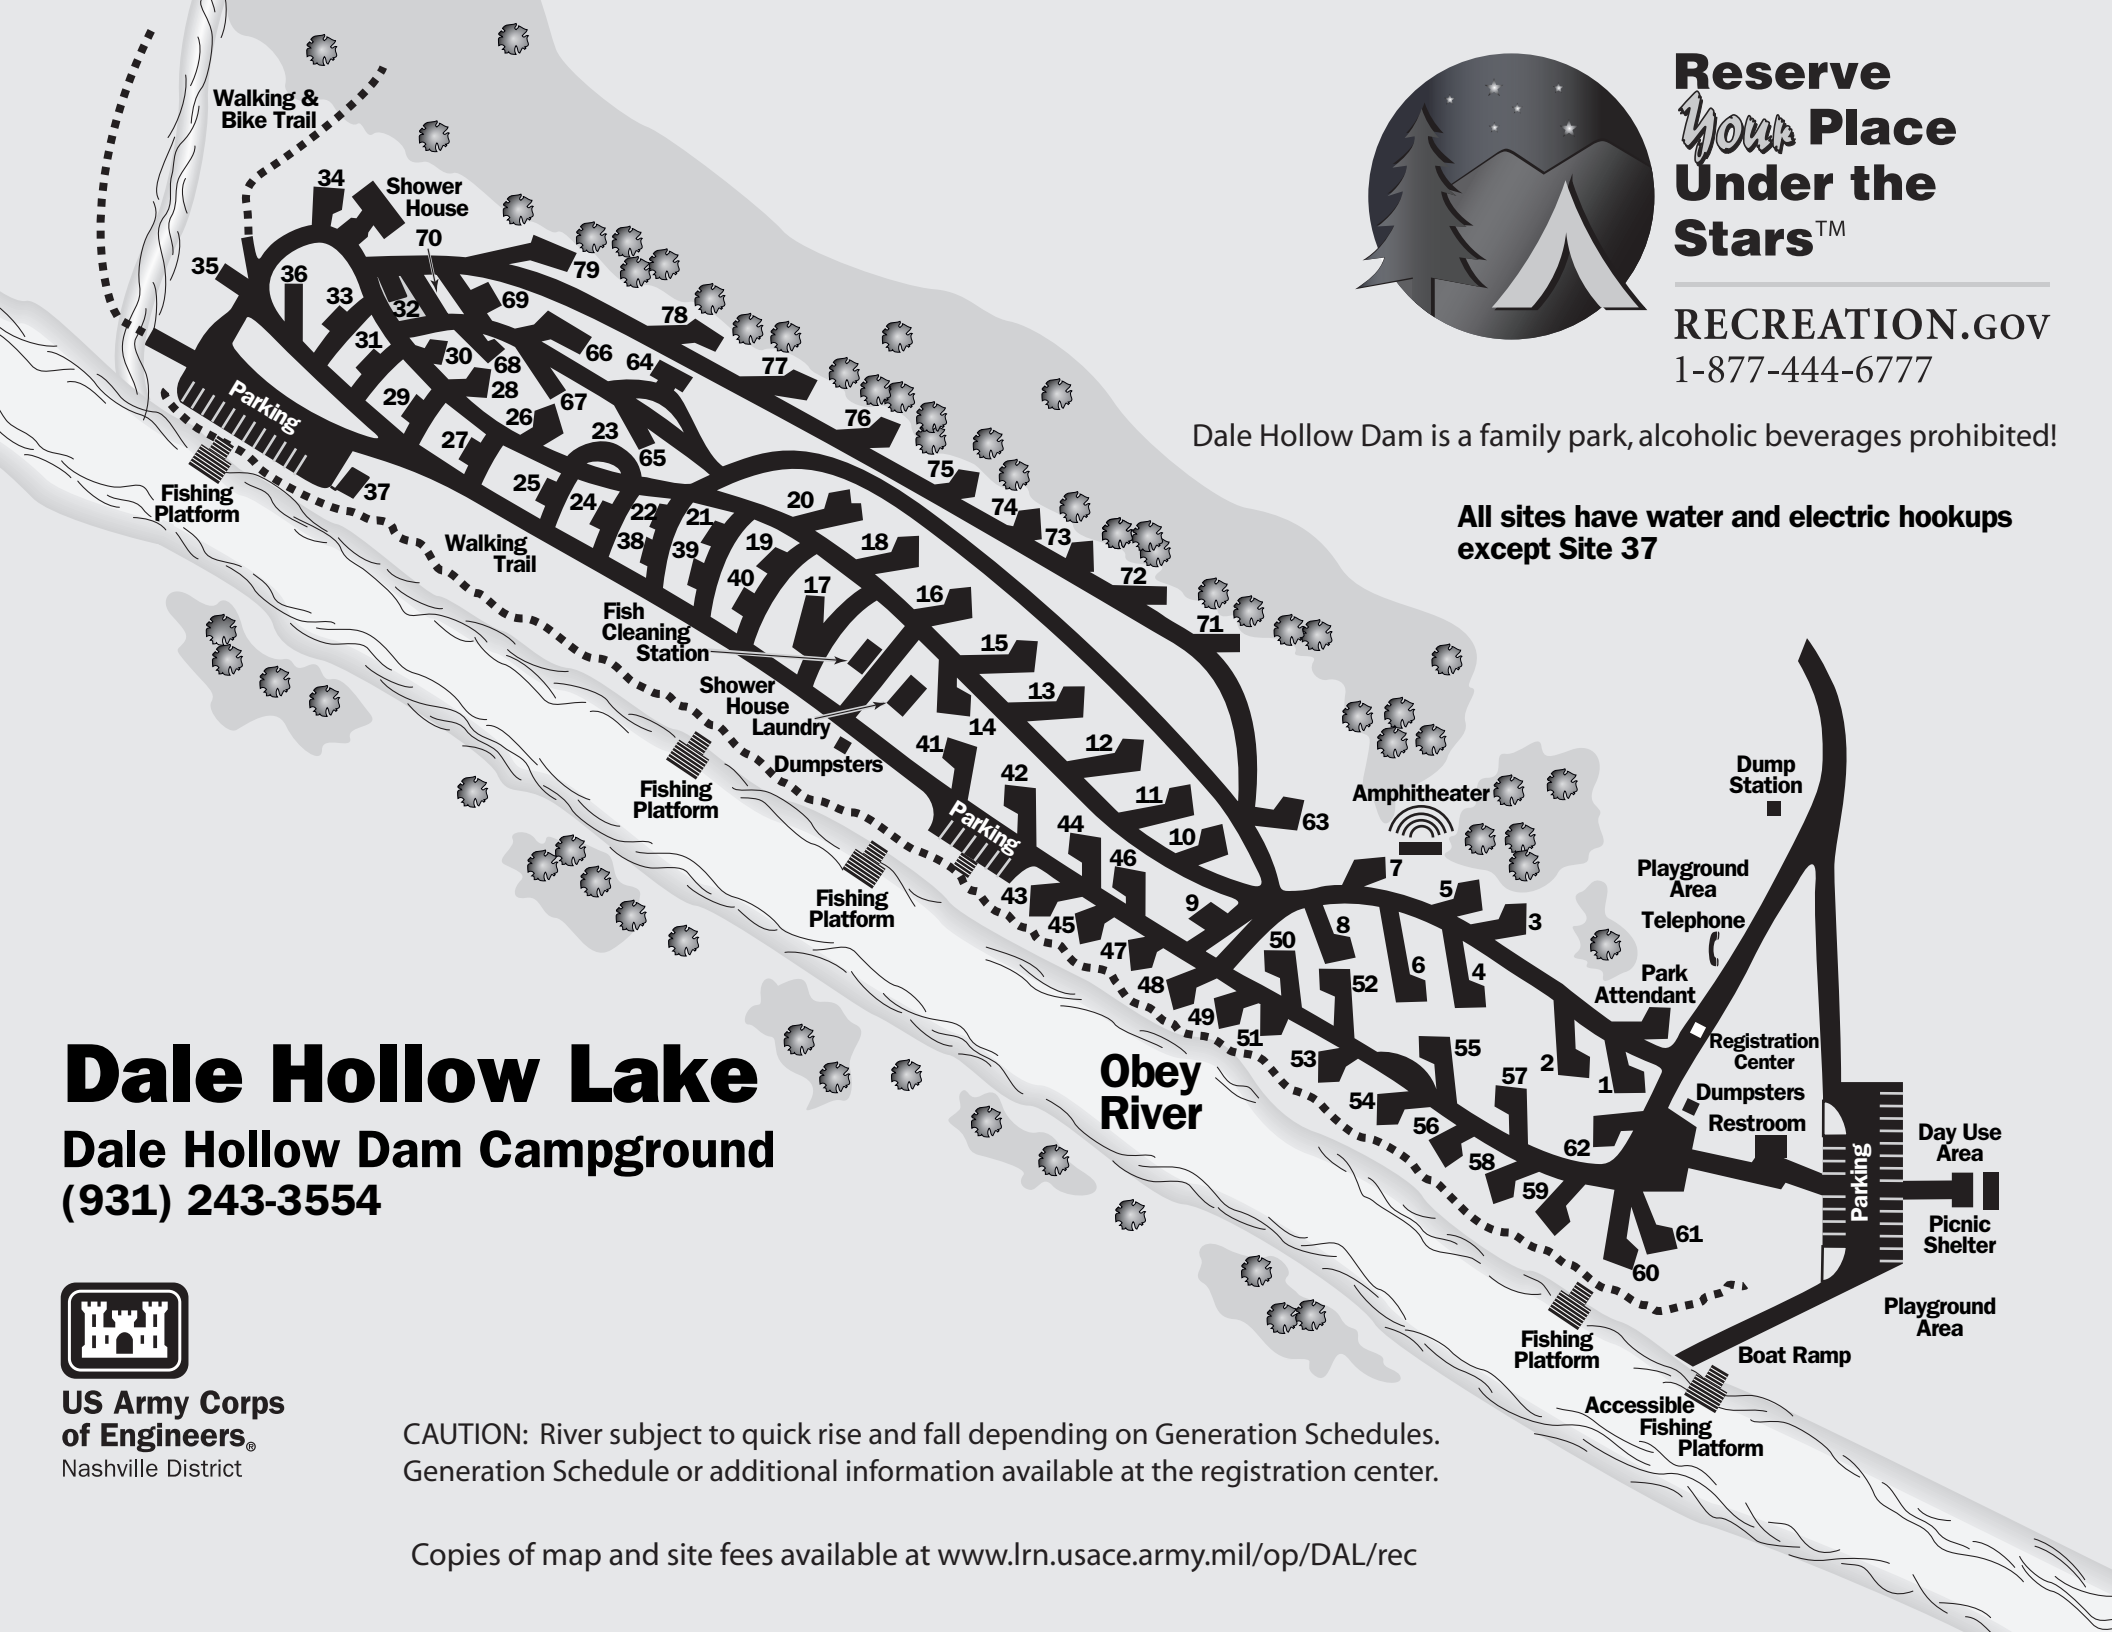 Reserve
Your Place
Under the
Stars™
RECREATION.GOV
1-877-444-6777
Dale Hollow Dam is a family park, alcoholic beverages prohibited!
All sites have water and electric hookups
except Site 37
Walking &
Bike Trail
34
Shower
House
70
35
36
79
33
32
69
78
31
30
68
66
64
77
28
29
26
67
76
Parking
27
23
65
75
37
25
24
22
21
20
74
73
Fishing
Platform
Walking
Trail
38
39
19
18
72
40
17
16
71
Fish
Cleaning
Station
15
Shower
House
Laundry
13
14
41
12
Dumpsters
42
11
Fishing
Platform
Parking
44
10
63
Amphitheater
Dump
Station
46
7
Playground
Area
43
9
5
Fishing
Platform
45
8
3
Telephone
47
50
6
4
48
52
Park
Attendant
49
51
Registration
Center
53
55
2
57
1
Dumpsters
54
56
Restroom
62
58
59
Day Use
Area
Parking
61
60
Picnic
Shelter
Playground
Area
Fishing
Platform
Boat Ramp
Accessible
Fishing
Platform
Obey
River
Dale Hollow Lake
Dale Hollow Dam Campground
(931) 243-3554
US Army Corps
of Engineers®
Nashville District
CAUTION: River subject to quick rise and fall depending on Generation Schedules.
Generation Schedule or additional information available at the registration center.
Copies of map and site fees available at www.lrn.usace.army.mil/op/DAL/rec